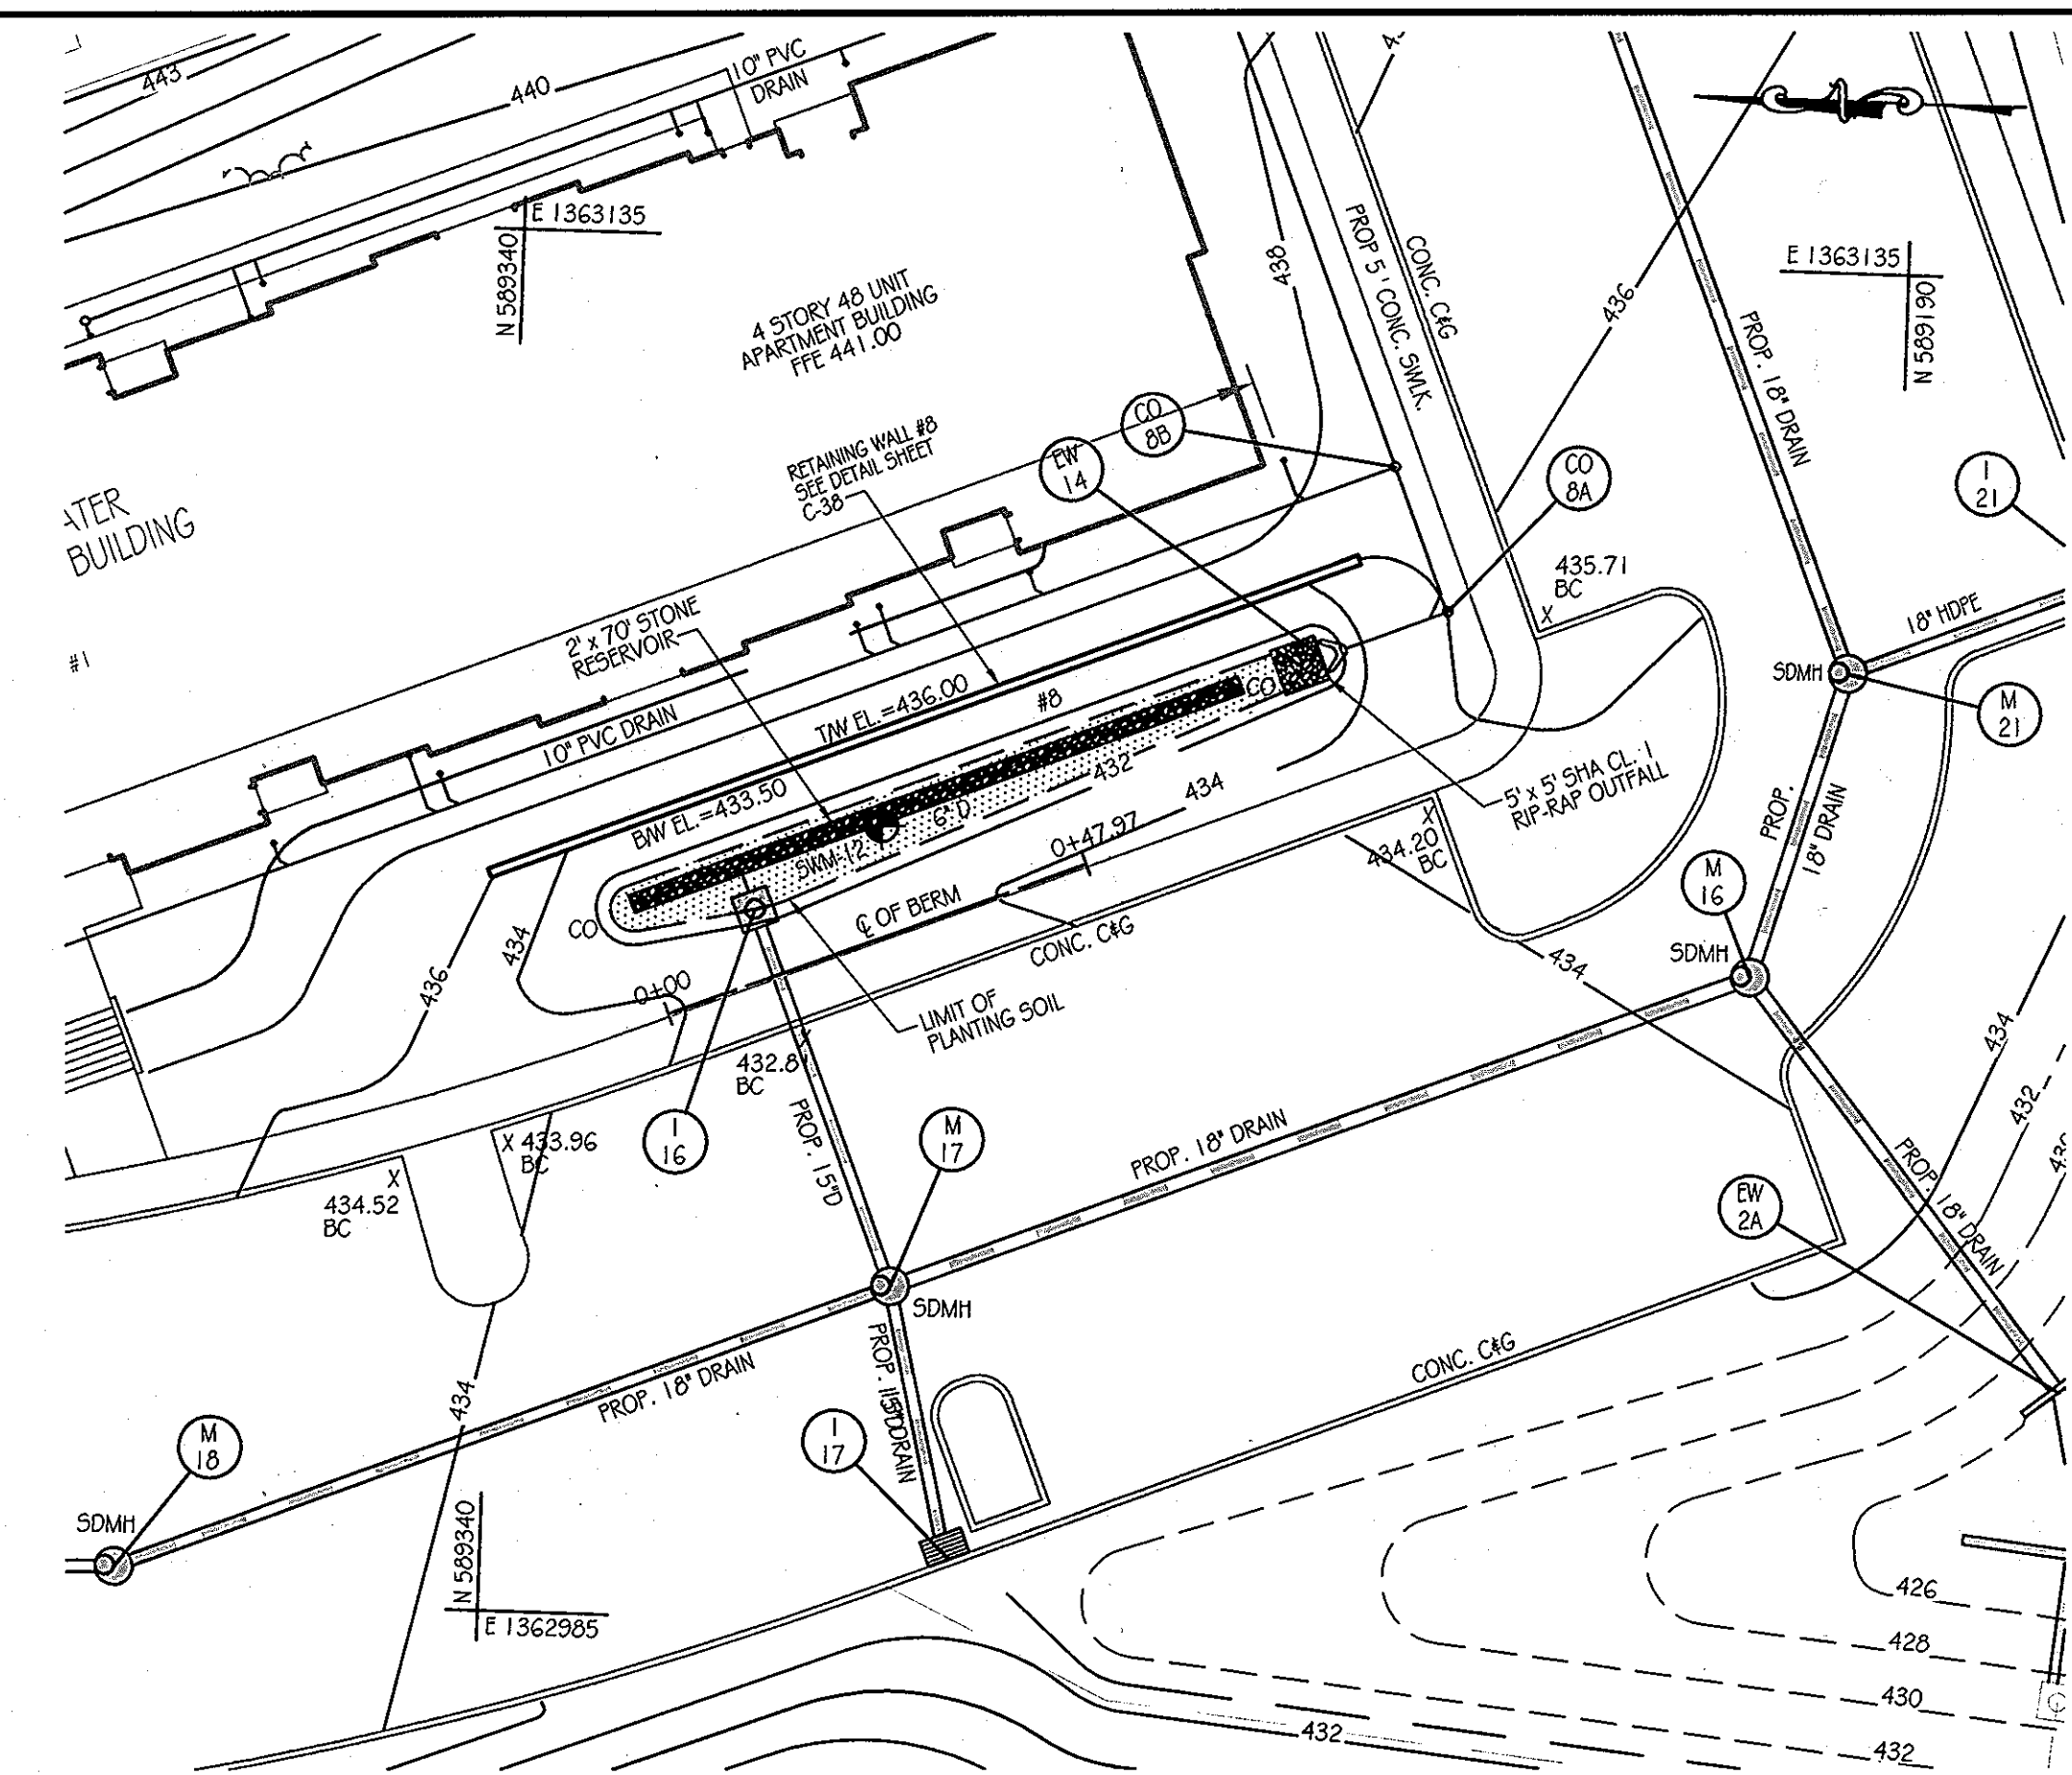 443
440
10" PVC
DRAIN
E 1363135
N 589340
4 STORY 48 UNIT
APARTMENT BUILDING
FFE 441.00
438
PROP 5' CONC. SWLK.
CONC. C&G
436
PROP. 18" DRAIN
E 1363135
N 589190
RETAINING WALL #8
SEE DETAIL SHEET
C-38
EW
14
CO
8B
CO
8A
I
21
ATER
BUILDING
#1
435.71
BC
X
18" HDPE
SDMH
M
21
2' x 70' STONE
RESERVOIR
10" PVC DRAIN
T/W EL.=436.00
#8
CO
B/W EL.=433.50
432
434
6" D
SWM-12
0+47.97
5' x 5' SHA CL. 1
RIP-RAP OUTFALL
PROP.
18" DRAIN
X
434.20
BC
M
16
SDMH
CO
℄ OF BERM
CONC. C&G
434
436
434
0+00
LIMIT OF
PLANTING SOIL
434
432
X
432.8
BC
PROP. 15"D
I
16
M
17
PROP. 18" DRAIN
X 433.96
BC
X
434.52
BC
EW
2A
PROP. 18" DRAIN
SDMH
PROP. 18" DRAIN
434
CONC. C&G
M
18
SDMH
I
17
N 589340
E 1362985
426
428
430
432
432